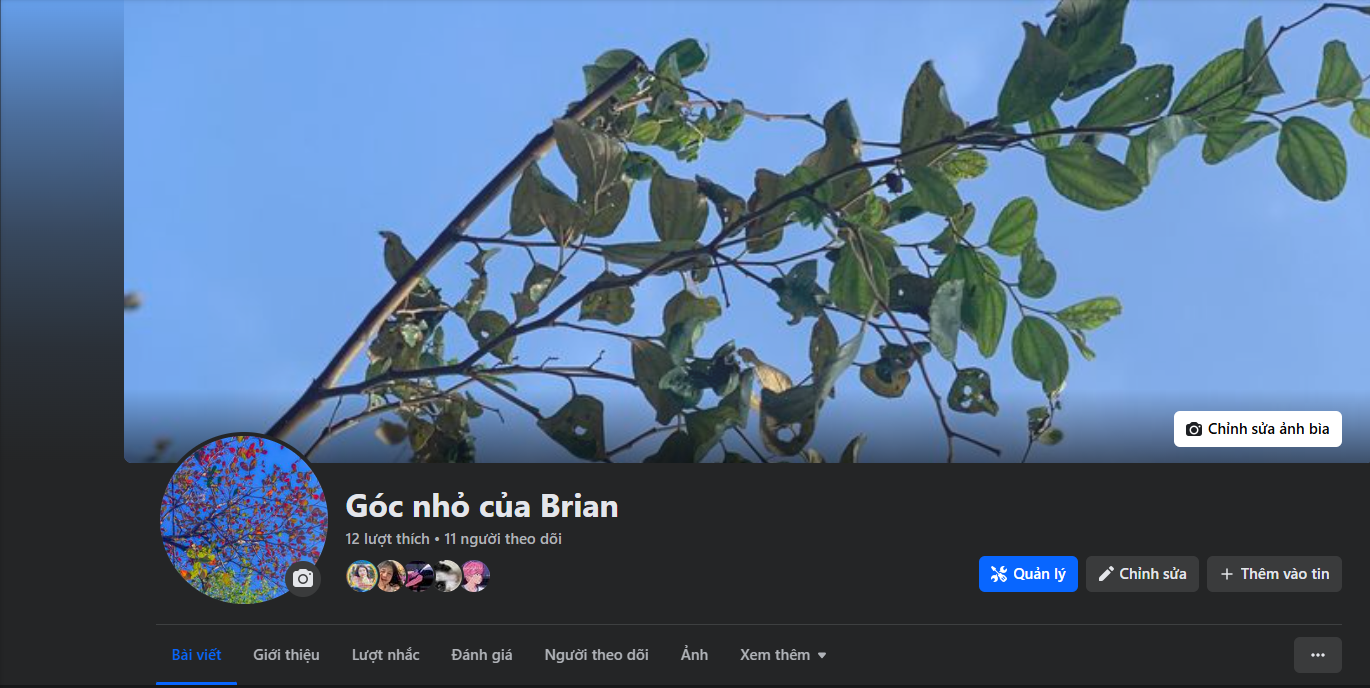 Chỉnh sửa ảnh bìa
Góc nhỏ của Brian
12 lượt thích • 11 người theo dõi
Quản lý
Chỉnh sửa
+ Thêm vào tin
Bài viết
Giới thiệu
Lượt nhắc
Đánh giá
Người theo dõi
Ảnh
Xem thêm